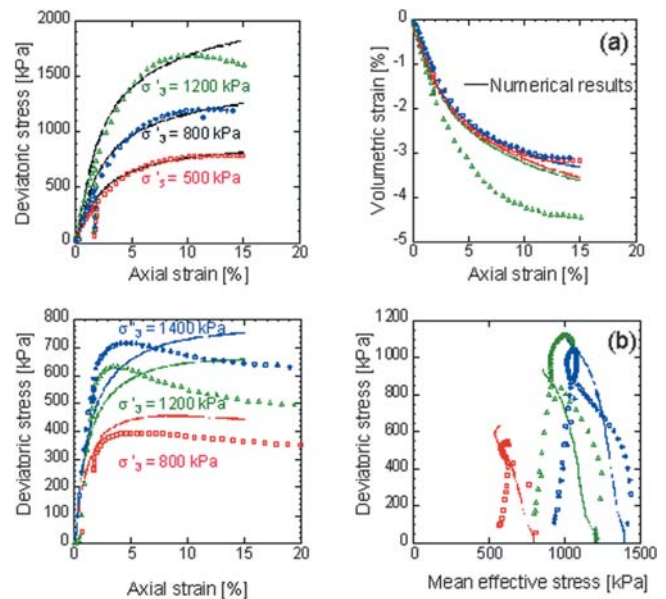 2000
1500
1000
500
0
Deviatoric stress [kPa]
σ'₃ = 1200 kPa
σ'₃ = 800 kPa
σ'₃ = 500 kPa
0 5 10 15 20
Axial strain [%]
0
-1
-2
-3
-4
-5
Volumetric strain [%]
(a)
Numerical results
0 5 10 15 20
Axial strain [%]
800
700
600
500
400
300
200
100
0
Deviatoric stress [kPa]
σ'₃ = 1400 kPa
σ'₃ = 1200 kPa
σ'₃ = 800 kPa
0 5 10 15 20
Axial strain [%]
1200
1000
800
600
400
200
0
Deviatoric stress [kPa]
(b)
0 500 1000 1500
Mean effective stress [kPa]